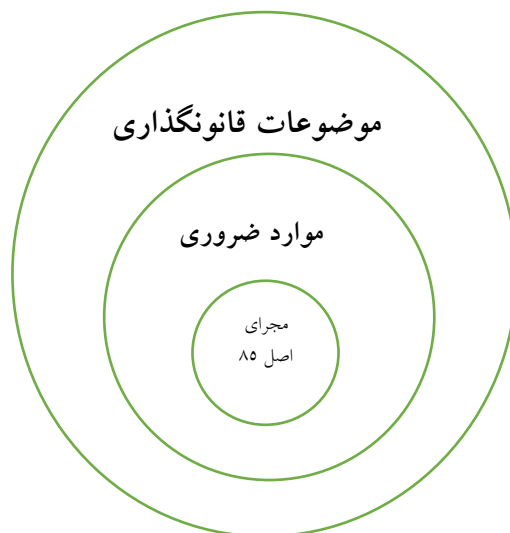 موضوعات قانونگذاری
موارد ضروری
مجرای
اصل ۸۵